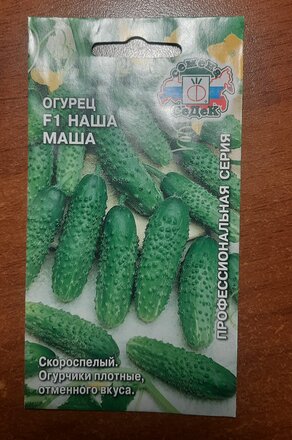 ОГУРЕЦ
F1 НАША
МАША
Семена
СеДеК
ПРОФЕССИОНАЛЬНАЯ СЕРИЯ
Скороспелый.
Огурчики плотные,
отменного вкуса.